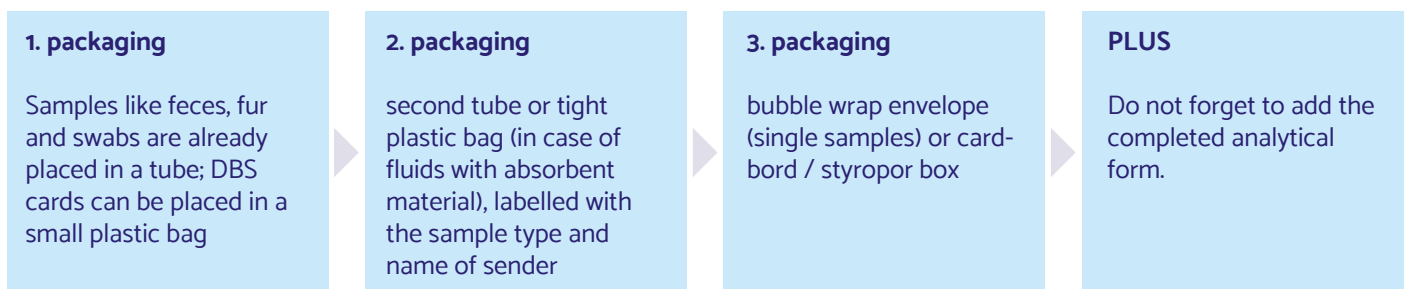 1. packaging
Samples like feces, fur
and swabs are already
placed in a tube; DBS
cards can be placed in a
small plastic bag
2. packaging
second tube or tight
plastic bag (in case of
fluids with absorbent
material), labelled with
the sample type and
name of sender
3. packaging
bubble wrap envelope
(single samples) or card-
bord / styropor box
PLUS
Do not forget to add the
completed analytical
form.